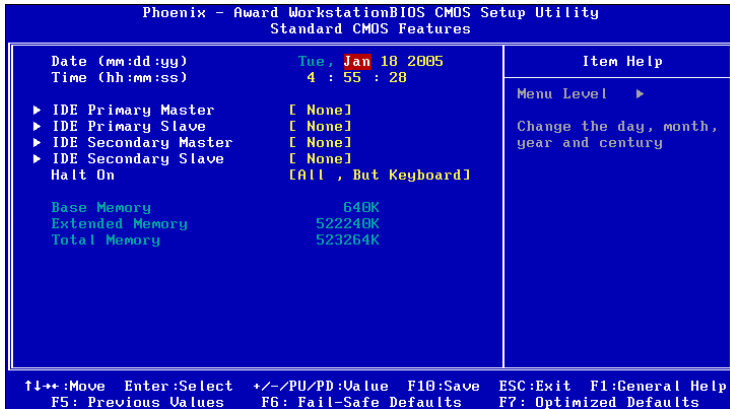 Phoenix - Award WorkstationBIOS CMOS Setup Utility
Standard CMOS Features
Date (mm:dd:yy) Tue, Jan 18 2005
Time (hh:mm:ss) 4 : 55 : 28
▶ IDE Primary Master [ None]
▶ IDE Primary Slave [ None]
▶ IDE Secondary Master [ None]
▶ IDE Secondary Slave [ None]
Halt On [All , But Keyboard]
Base Memory 640K
Extended Memory 522240K
Total Memory 523264K
Item Help
Menu Level ▶
Change the day, month,
year and century
↑↓→←:Move Enter:Select +/-/PU/PD:Value F10:Save ESC:Exit F1:General Help
F5: Previous Values F6: Fail-Safe Defaults F7: Optimized Defaults